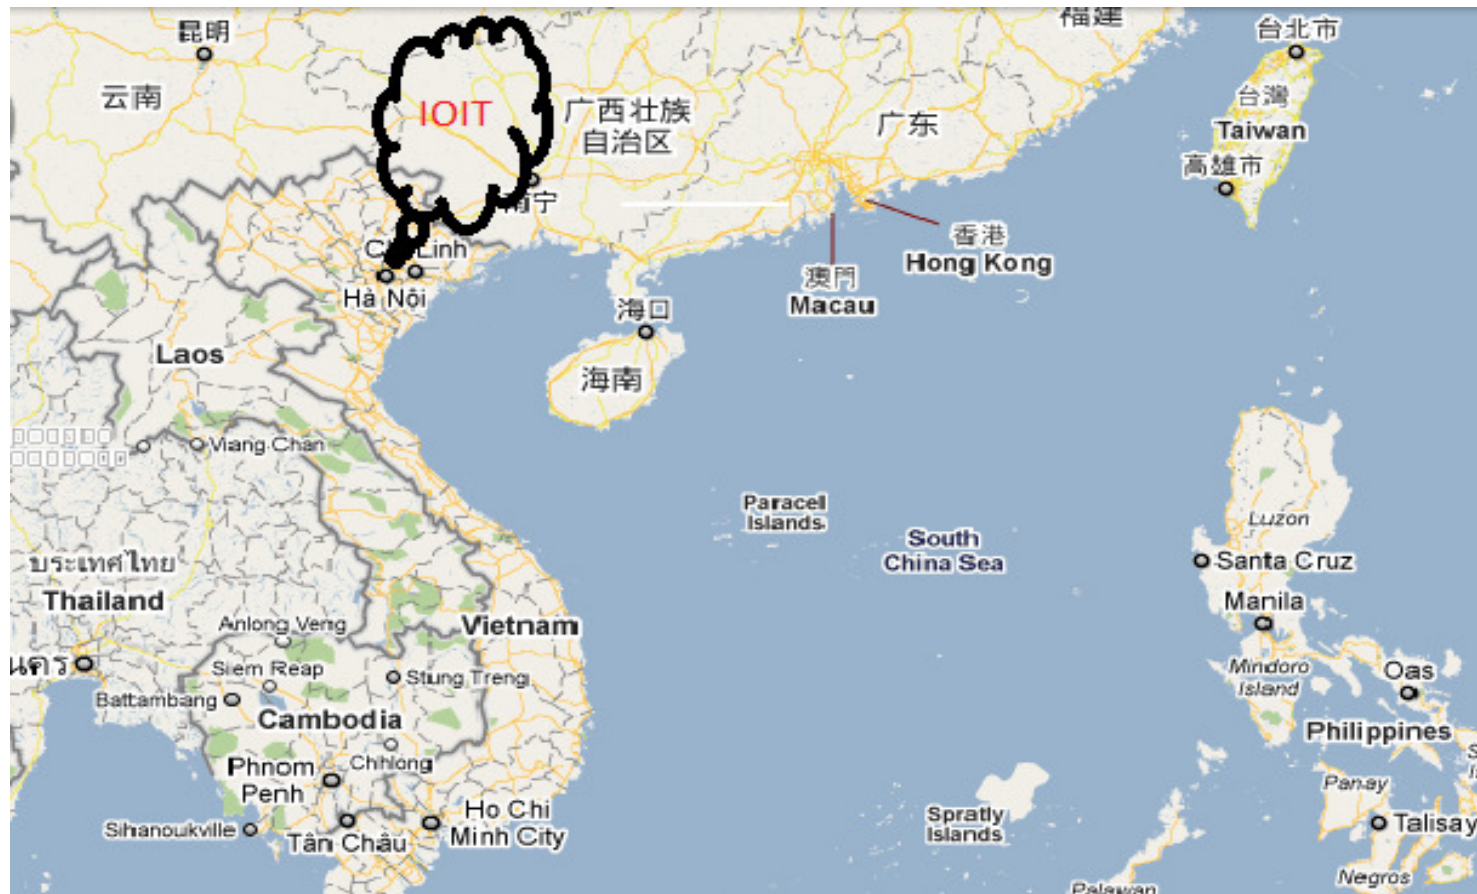 昆明
福建
台北市
云南
IOIT
广西壮族
自治区
广东
台灣
Taiwan
高雄市
南宁
香港
Hong Kong
Linh
澳門
Macau
Hà Nội
海口
Laos
海南
Viang Chan
Paracel
Islands
Luzon
South
China Sea
ประเทศไทย
Thailand
Santa Cruz
Manila
Anlong Veng
Vietnam
นคร
Siem Reap
Stung Treng
Mindoro
Island
Oas
Battambang
Cambodia
Philippines
Phnom
Penh
Chhlong
Panay
Ho Chi
Minh City
Spratly
Islands
Sihanoukville
Tân Châu
Talisay
Negros
Palawan